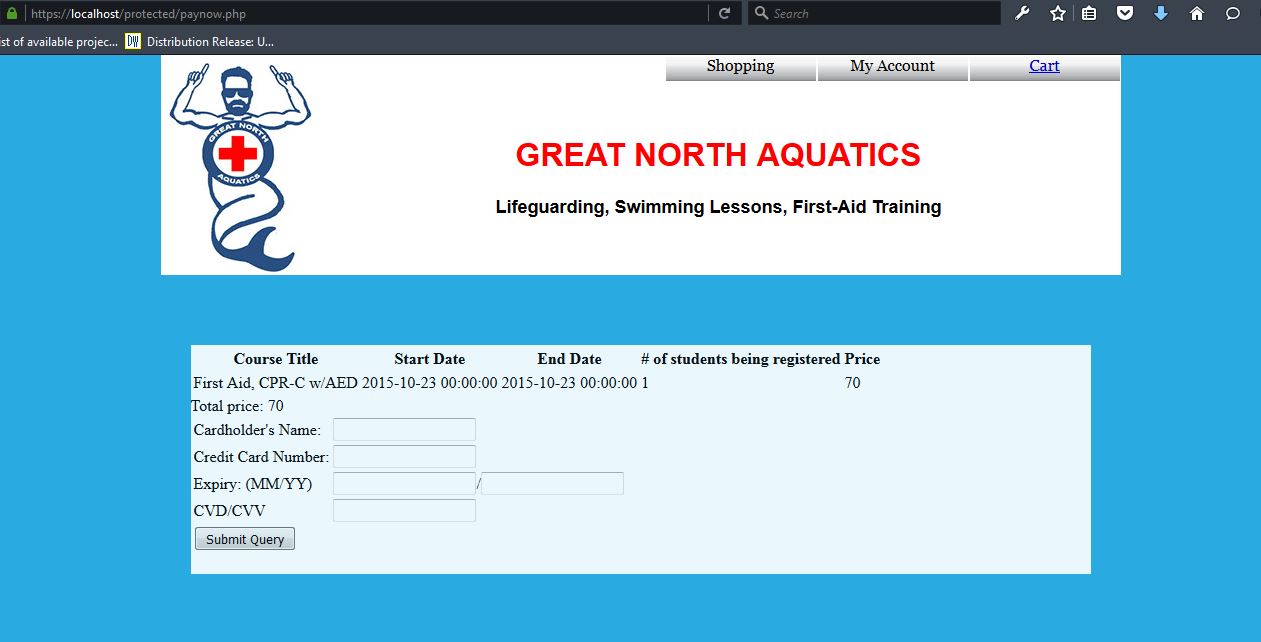 https://localhost/protected/paynow.php Search
ist of available projec... DW Distribution Release: U...
Shopping My Account Cart
GREAT NORTH
AQUATICS
GREAT NORTH AQUATICS
Lifeguarding, Swimming Lessons, First-Aid Training
Course Title Start Date End Date # of students being registered Price
First Aid, CPR-C w/AED 2015-10-23 00:00:00 2015-10-23 00:00:00 1 70
Total price: 70
Cardholder's Name:
Credit Card Number:
Expiry: (MM/YY) /
CVD/CVV
Submit Query